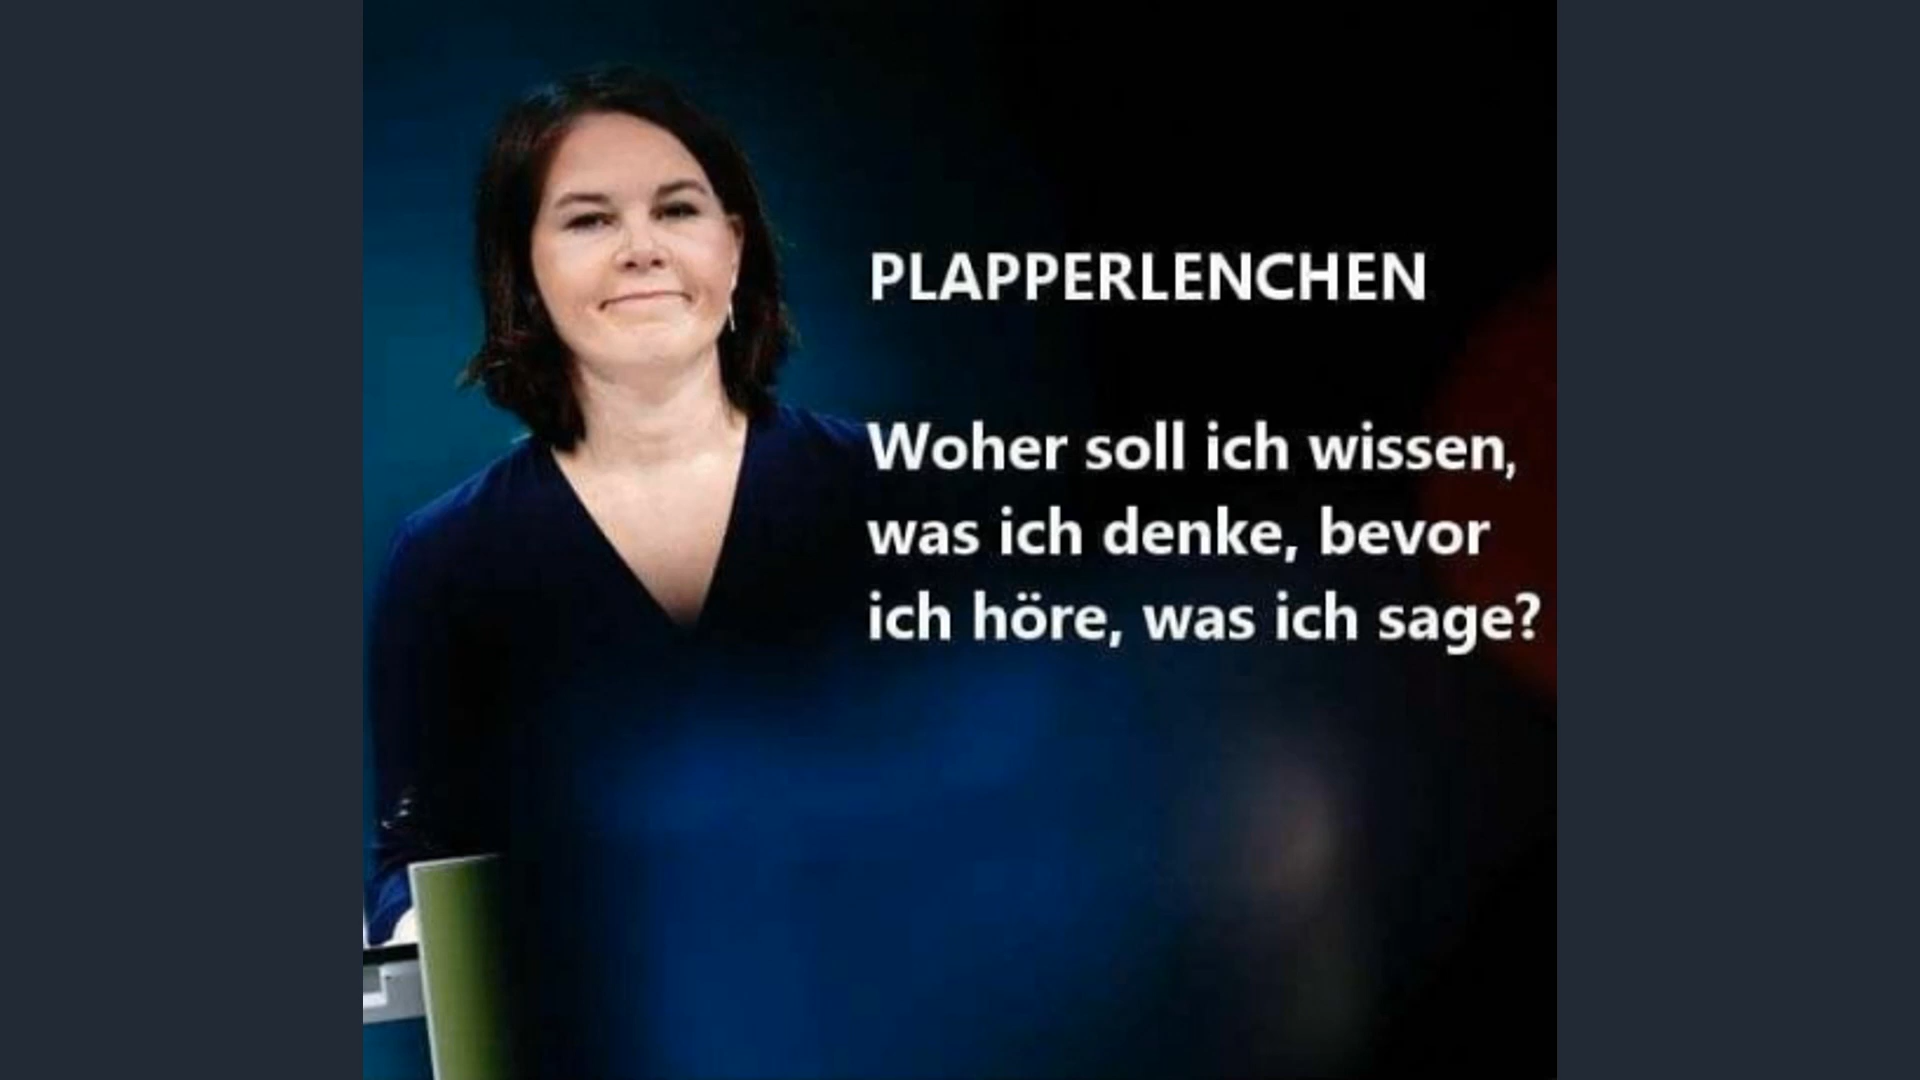 PLAPPERLENCHEN
Woher soll ich wissen,
was ich denke, bevor
ich höre, was ich sage?